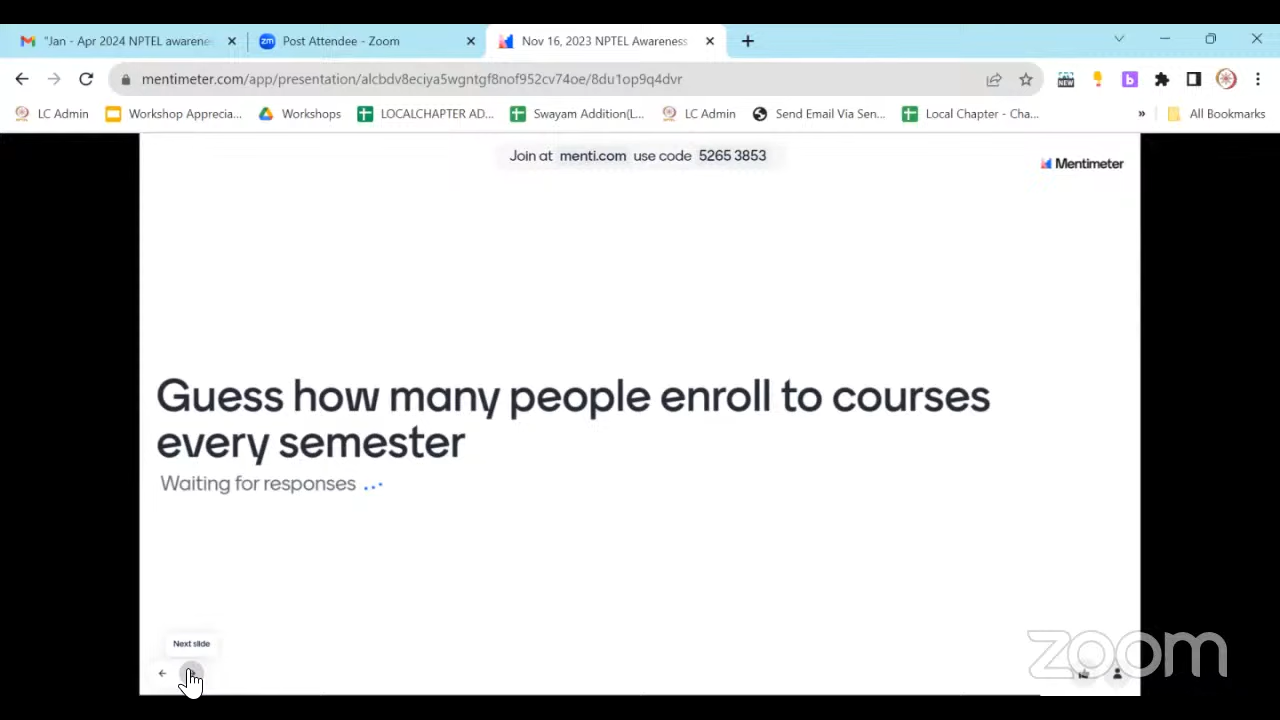 "Jan - Apr 2024 NPTEL awarene
Post Attendee - Zoom
Nov 16, 2023 NPTEL Awareness
mentimeter.com/app/presentation/alcbdv8eciya5wgntgf8nof952cv74oe/8du1op9q4dvr
NEW
LC Admin
Workshop Apprecia...
Workshops
LOCALCHAPTER AD...
Swayam Addition(L...
LC Admin
Send Email Via Sen...
Local Chapter - Cha...
»
All Bookmarks
Join at menti.com use code 5265 3853
Mentimeter
Guess how many people enroll to courses
every semester
Waiting for responses ...
Next slide
zoom